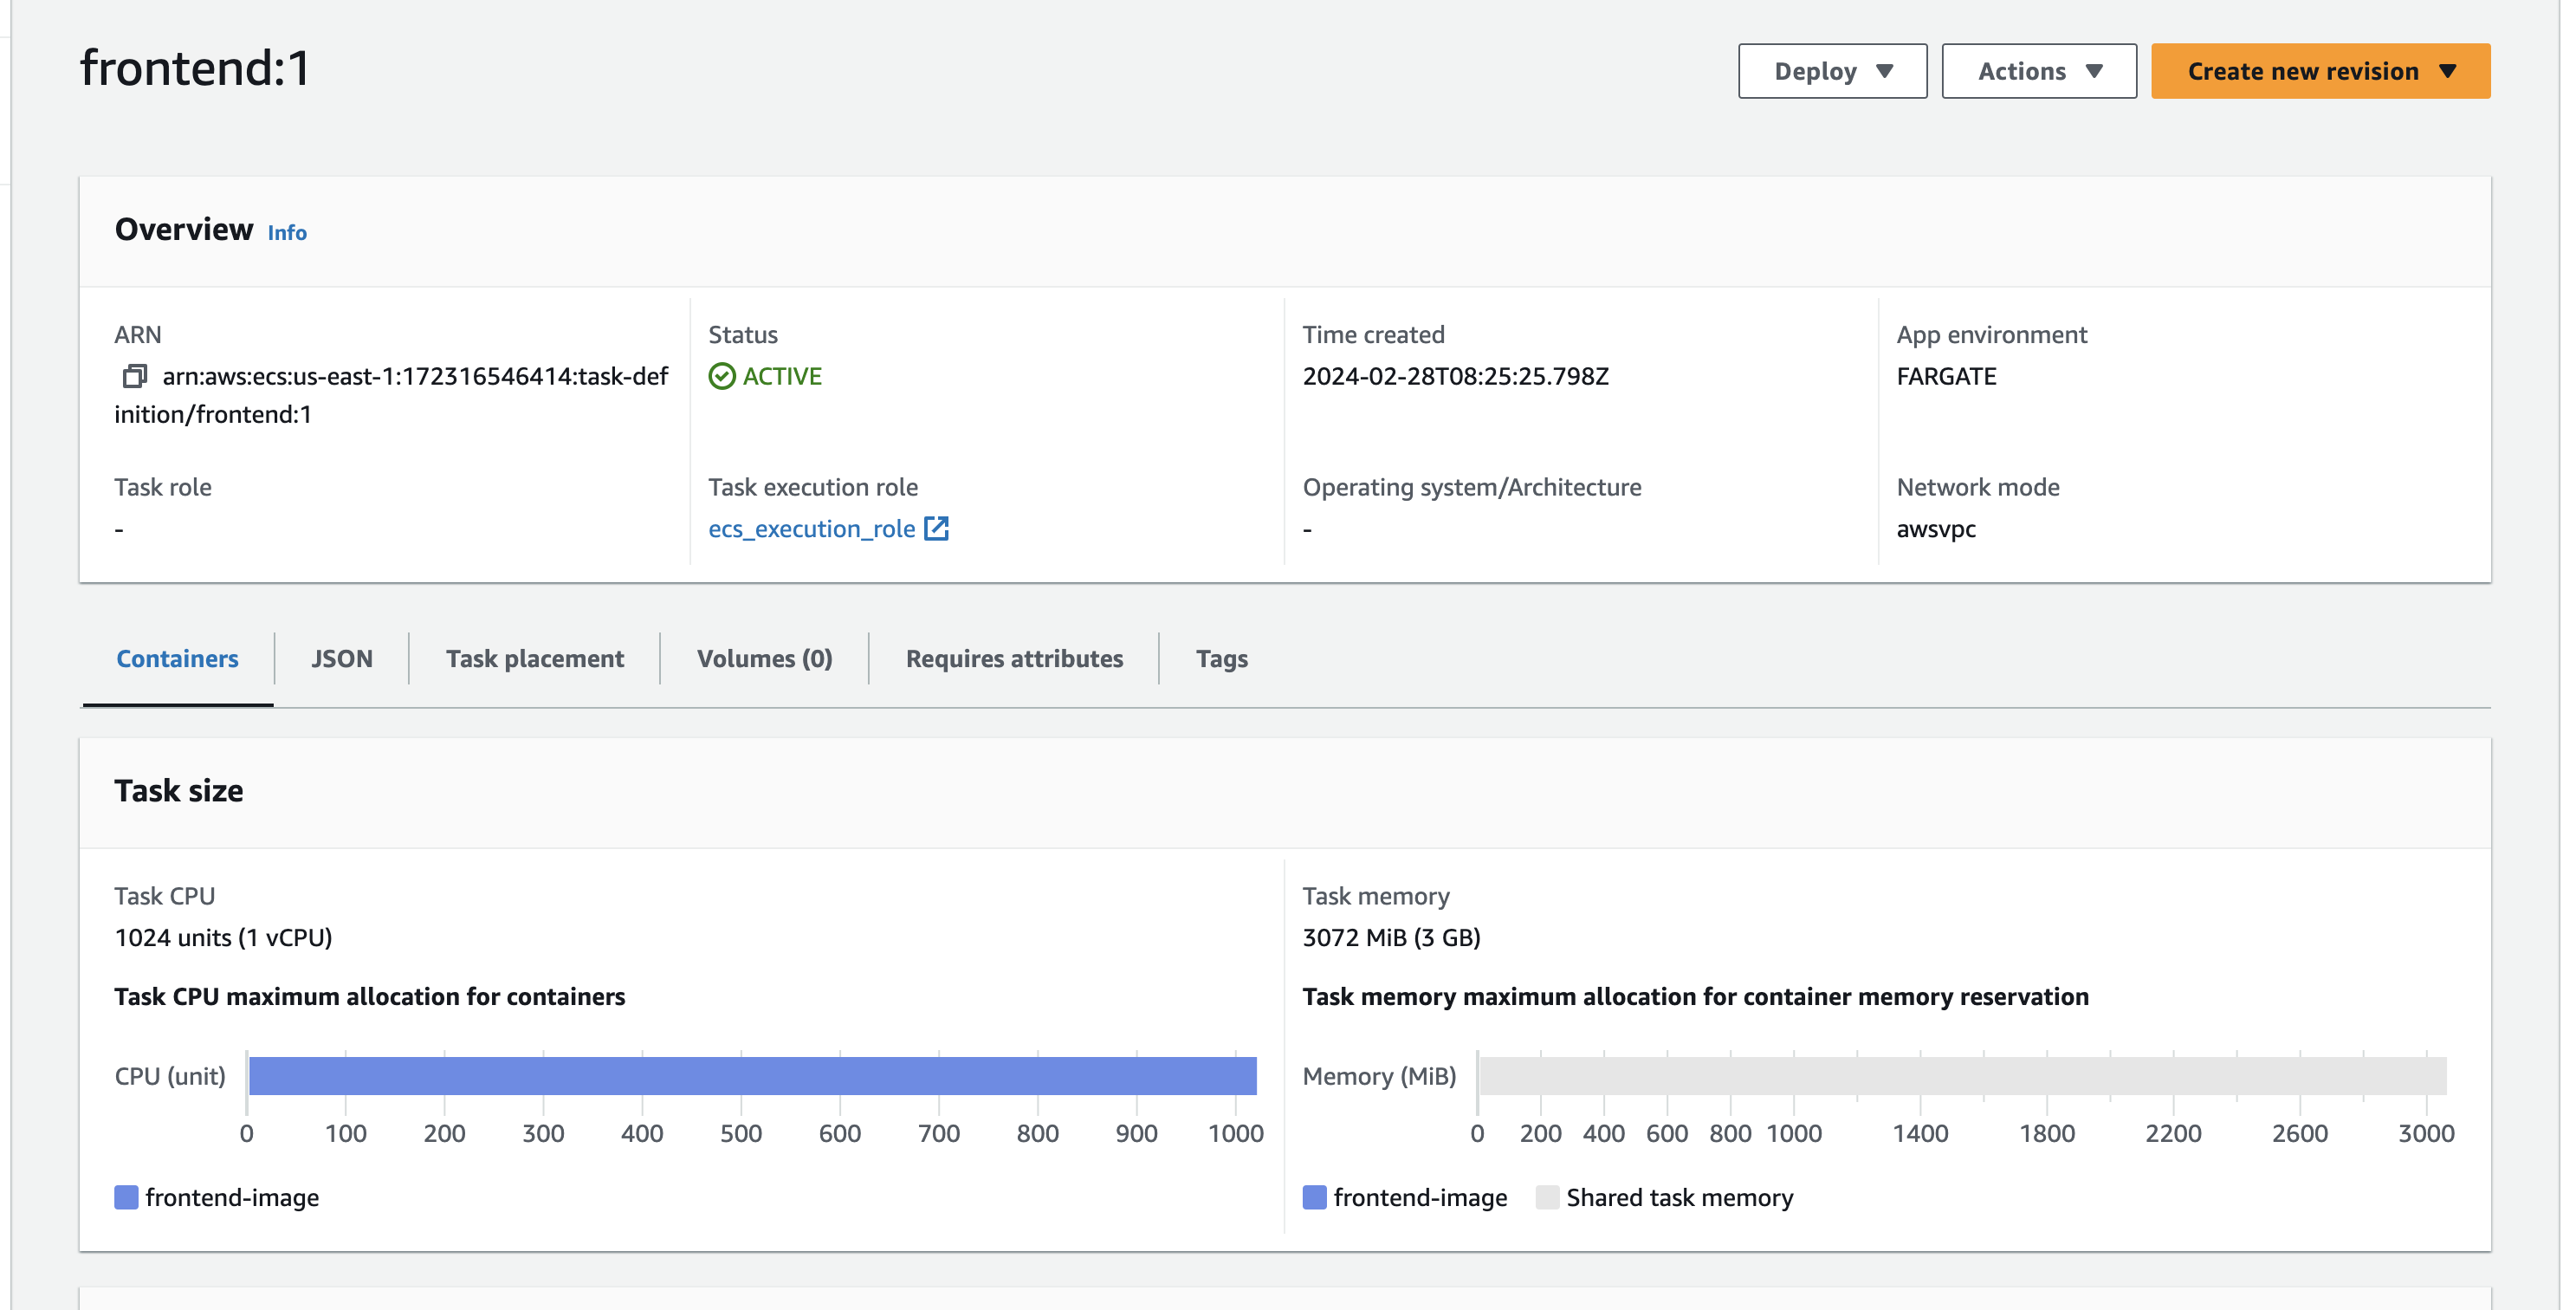 frontend:1
Deploy
Actions
Create new revision
Overview Info
ARN
arn:aws:ecs:us-east-1:172316546414:task-def
inition/frontend:1
Status
ACTIVE
Time created
2024-02-28T08:25:25.798Z
App environment
FARGATE
Task role
-
Task execution role
ecs_execution_role
Operating system/Architecture
-
Network mode
awsvpc
Containers
JSON
Task placement
Volumes (0)
Requires attributes
Tags
Task size
Task CPU
1024 units (1 vCPU)
Task CPU maximum allocation for containers
CPU (unit)
0 100 200 300 400 500 600 700 800 900 1000
frontend-image
Task memory
3072 MiB (3 GB)
Task memory maximum allocation for container memory reservation
Memory (MiB)
0 200 400 600 800 1000 1400 1800 2200 2600 3000
frontend-image
Shared task memory